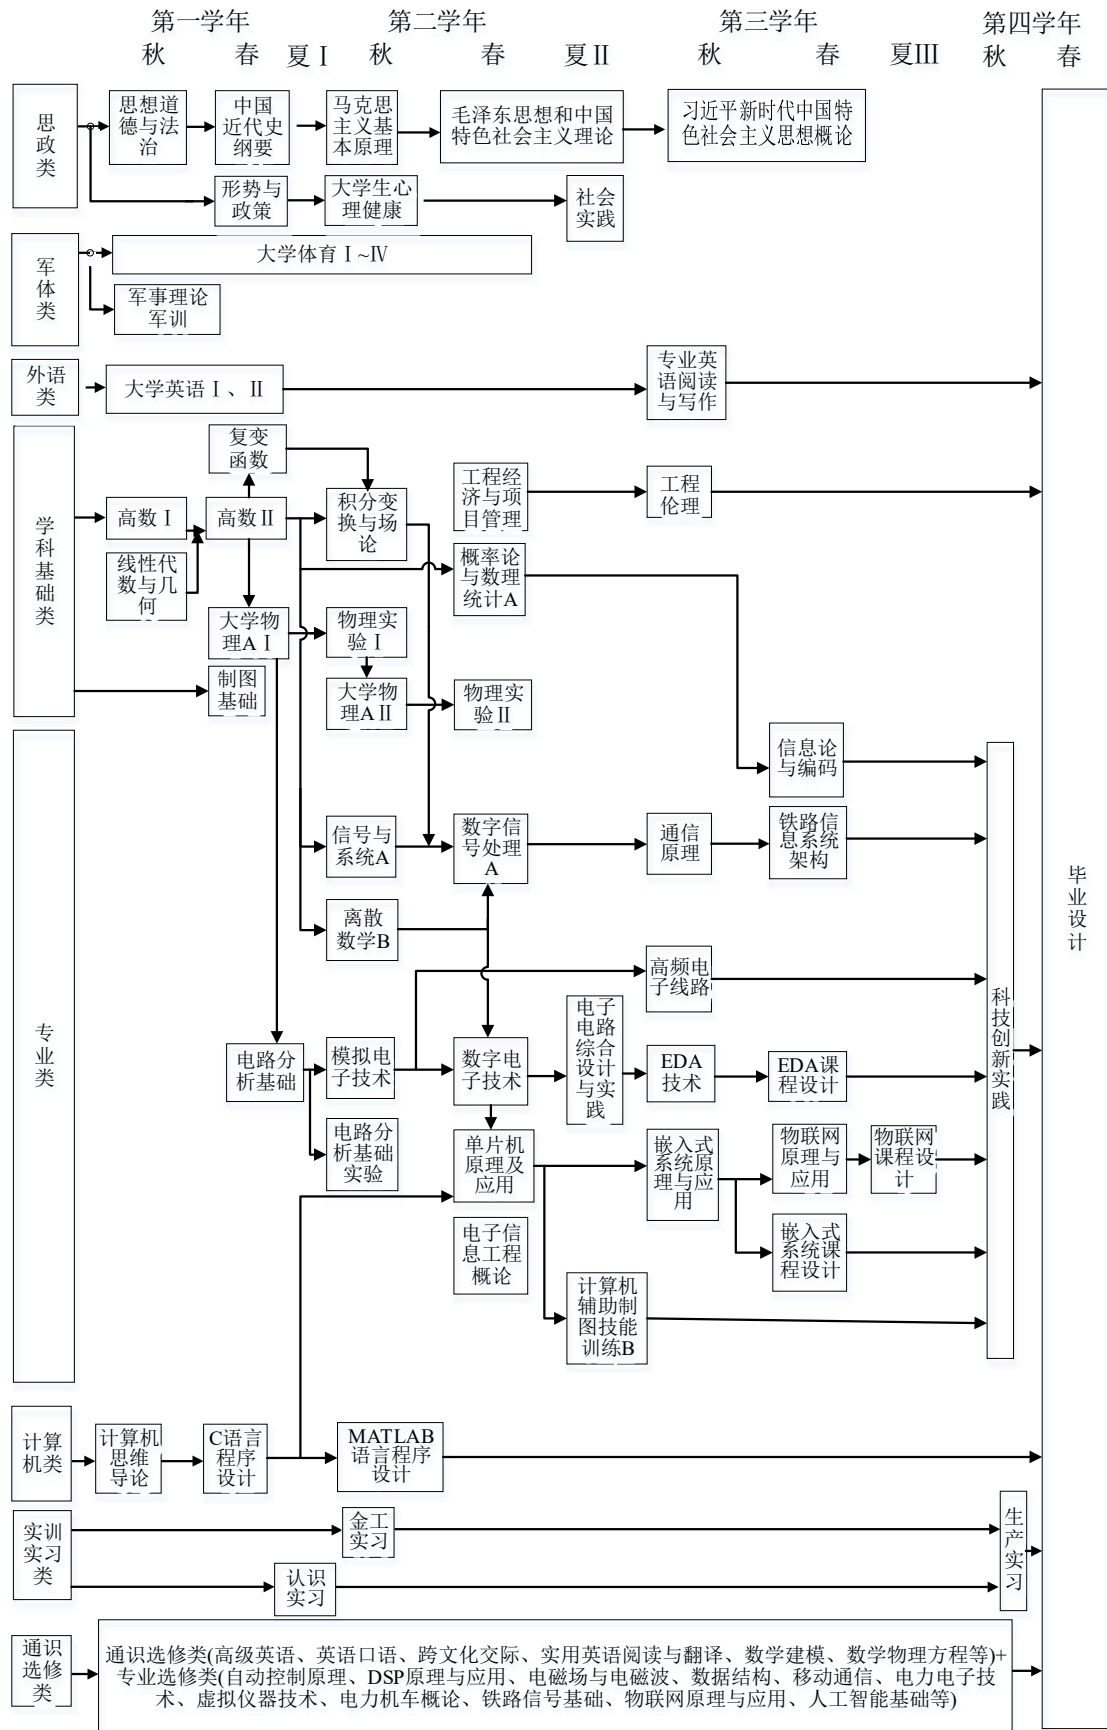 第一学年 第二学年 第三学年 第四学年
秋 春 夏Ⅰ 秋 春 夏Ⅱ 秋 春 夏Ⅲ 秋 春
思
政
类
思想道
德与法
治
中国
近代史
纲要
马克思
主义基
本原理
毛泽东思想和中国
特色社会主义理论
习近平新时代中国特
色社会主义思想概论
形势与
政策
大学生心
理健康
社会
实践
军
体
类
大学体育Ⅰ~Ⅳ
军事理论
军训
外语
类
大学英语Ⅰ、Ⅱ
专业英
语阅读
与写作
学
科
基
础
类
复变
函数
高数Ⅰ
高数Ⅱ
积分变
换与场
论
工程经
济与项
目管理
工程
伦理
线性代
数与几
何
概率论
与数理
统计A
大学物
理AⅠ
物理实
验Ⅰ
制图
基础
大学物
理AⅡ
物理实
验Ⅱ
专
业
类
信息论
与编码
信号与
系统A
数字信
号处理
A
通信
原理
铁路信
息系统
架构
离散
数学B
高频电
子线路
电路分
析基础
模拟电
子技术
数字电
子技术
电子
电路
综合
设计
与实
践
EDA
技术
EDA课
程设计
电路分
析基础
实验
单片机
原理及
应用
嵌入式
系统原
理与应
用
物联网
原理与
应用
物联网
课程设
计
电子信
息工程
概论
嵌入式
系统课
程设计
计算机
辅助制
图技能
训练B
科
技
创
新
实
践
毕
业
设
计
计算
机类
计算机
思维
导论
C语言
程序
设计
MATLAB
语言程序
设计
实训
实习
类
金工
实习
认识
实习
生
产
实
习
通识
选修
类
通识选修类(高级英语、英语口语、跨文化交际、实用英语阅读与翻译、数学建模、数学物理方程等)+
专业选修类(自动控制原理、DSP原理与应用、电磁场与电磁波、数据结构、移动通信、电力电子技
术、虚拟仪器技术、电力机车概论、铁路信号基础、物联网原理与应用、人工智能基础等)